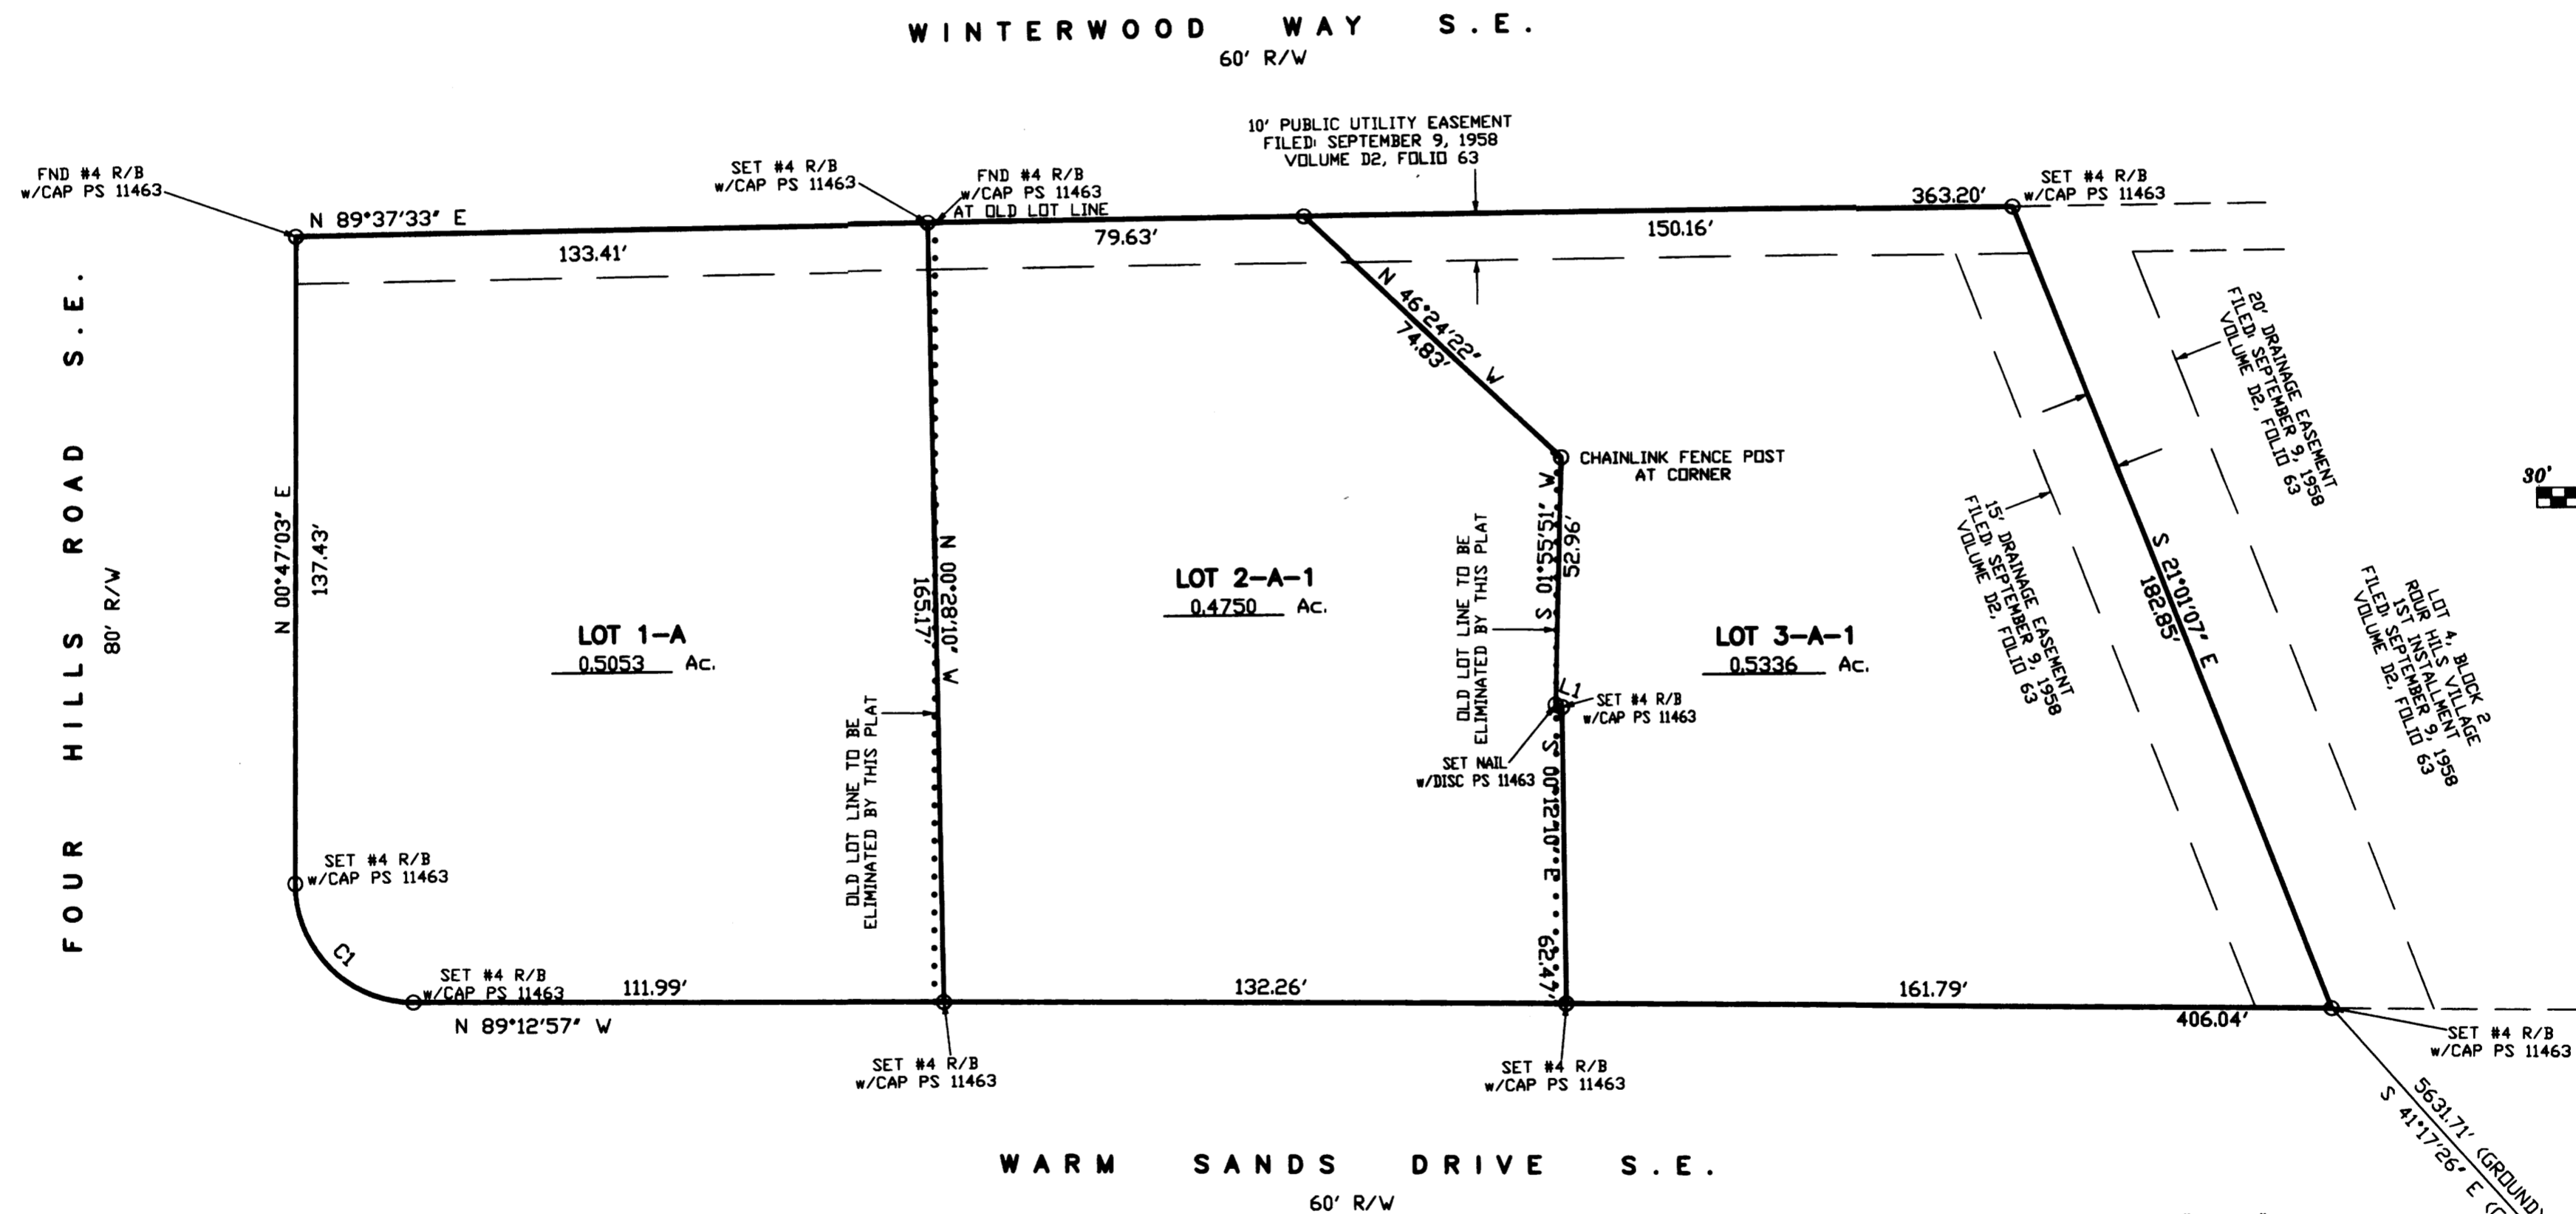 WINTERWOOD WAY S.E.
60' R/W
10' PUBLIC UTILITY EASEMENT
FILED: SEPTEMBER 9, 1958
VOLUME D2, FOLIO 63
FND #4 R/B
w/CAP PS 11463
SET #4 R/B
w/CAP PS 11463
FND #4 R/B
w/CAP PS 11463
AT OLD LOT LINE
SET #4 R/B
w/CAP PS 11463
363.20'
N 89°37'33" E
133.41'
79.63'
150.16'
N 46°24'22" W
74.83'
20' DRAINAGE EASEMENT
FILED: SEPTEMBER 9, 1958
VOLUME D2, FOLIO 63
CHAINLINK FENCE POST
AT CORNER
30'
FOUR HILLS ROAD S.E.
80' R/W
N 00°47'03" E
137.43'
LOT 1-A
0.5053 Ac.
N 00°28'10" W
165.17'
OLD LOT LINE TO BE
ELIMINATED BY THIS PLAT
LOT 2-A-1
0.4750 Ac.
OLD LOT LINE TO BE
ELIMINATED BY THIS PLAT
S 01°55'51" W
52.96'
L1
SET #4 R/B
w/CAP PS 11463
SET NAIL
w/DISC PS 11463
S 00°12'10" E
62.47'
LOT 3-A-1
0.5336 Ac.
15' DRAINAGE EASEMENT
FILED: SEPTEMBER 9, 1958
VOLUME D2, FOLIO 63
S 21°01'07" E
182.85'
LOT 4, BLOCK 2
ROUR HILS VILLAGE
1ST INSTALLMENT
FILED: SEPTEMBER 9, 1958
VOLUME D2, FOLIO 63
SET #4 R/B
w/CAP PS 11463
C1
SET #4 R/B
w/CAP PS 11463
111.99'
132.26'
161.79'
N 89°12'57" W
406.04'
SET #4 R/B
w/CAP PS 11463
SET #4 R/B
w/CAP PS 11463
SET #4 R/B
w/CAP PS 11463
5631.71' (GROUND)
S 41°17'26" E
WARM SANDS DRIVE S.E.
60' R/W